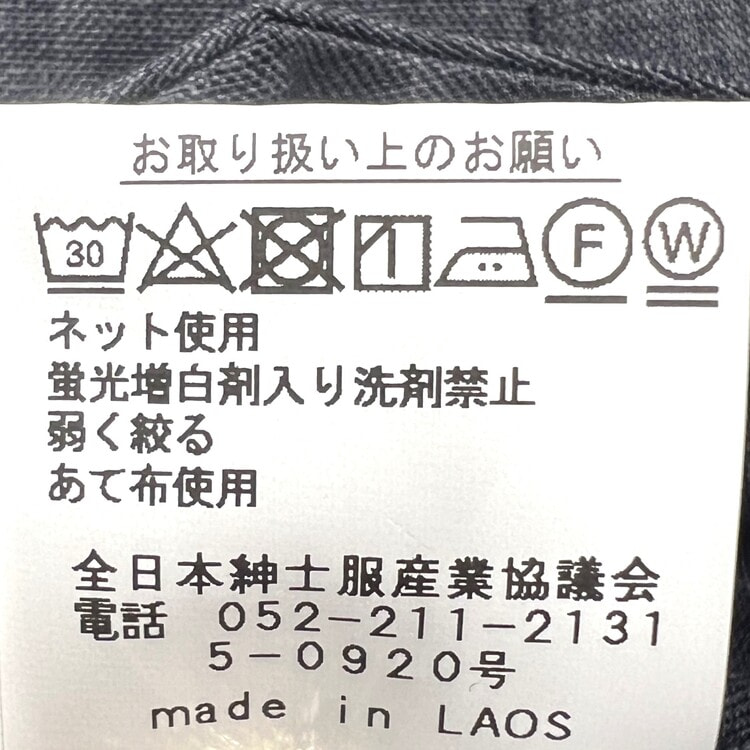 お取り扱い上のお願い
30 F W
ネット使用
蛍光増白剤入り洗剤禁止
弱く絞る
あて布使用
全日本紳士服産業協議会
電話 052-211-2131
5-0920号
made in LAOS